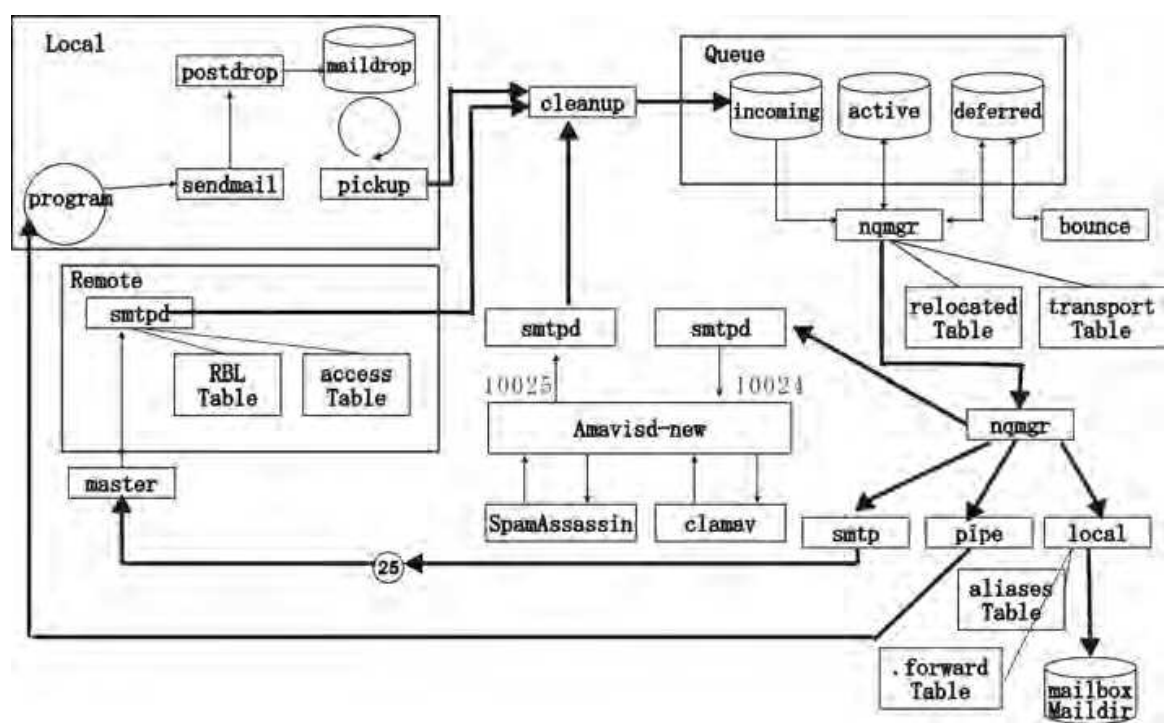 Local
postdrop
maildrop
program
sendmail
pickup
cleanup
Queue
incoming
active
deferred
nqmgr
bounce
relocated
Table
transport
Table
Remote
smtpd
RBL
Table
access
Table
master
smtpd
smtpd
10025
10024
Amavisd-new
SpamAssassin
clamav
nqmgr
smtp
pipe
local
25
aliases
Table
.forward
Table
mailbox
Maildir